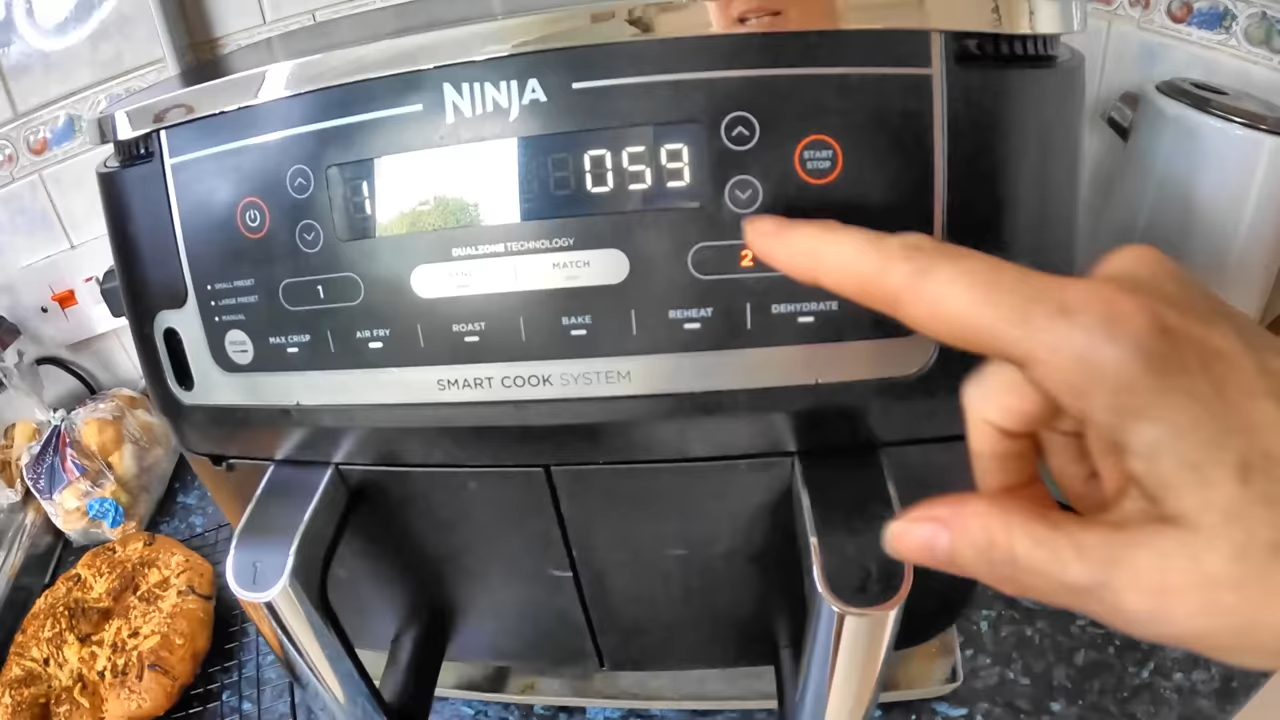 NINJA
059
START
STOP
DUALZONE TECHNOLOGY
SYNC MATCH
2
SMALL PRESET
LARGE PRESET
MANUAL
1
MAX CRISP AIR FRY ROAST BAKE REHEAT DEHYDRATE
SMART COOK SYSTEM
1